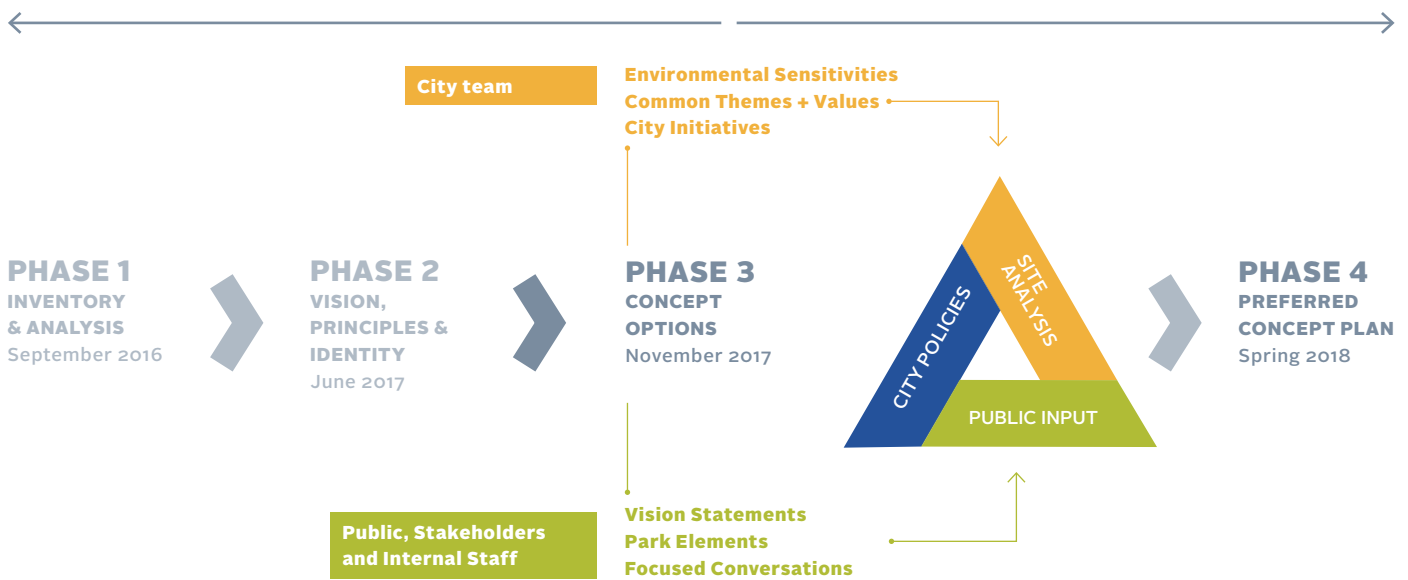 City team
Environmental Sensitivities
Common Themes + Values
City Initiatives
PHASE 1
INVENTORY
& ANALYSIS
September 2016
PHASE 2
VISION,
PRINCIPLES &
IDENTITY
June 2017
PHASE 3
CONCEPT
OPTIONS
November 2017
CITY POLICIES
SITE
ANALYSIS
PUBLIC INPUT
PHASE 4
PREFERRED
CONCEPT PLAN
Spring 2018
Public, Stakeholders
and Internal Staff
Vision Statements
Park Elements
Focused Conversations